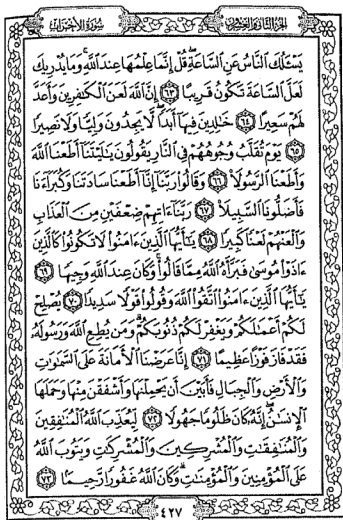 الجزء الثاني والعشرون سورة الأحزاب
يَسْـَٔلُكَ ٱلنَّاسُ عَنِ ٱلسَّاعَةِ قُلْ إِنَّمَا عِلْمُهَا عِندَ ٱللَّهِ وَمَا يُدْرِيكَ
لَعَلَّ ٱلسَّاعَةَ تَكُونُ قَرِيبًا ٦٣ إِنَّ ٱللَّهَ لَعَنَ ٱلْكَٰفِرِينَ وَأَعَدَّ
لَهُمْ سَعِيرًا ٦٤ خَٰلِدِينَ فِيهَآ أَبَدًا لَّا يَجِدُونَ وَلِيًّا وَلَا نَصِيرًا
٦٥ يَوْمَ تُقَلَّبُ وُجُوهُهُمْ فِى ٱلنَّارِ يَقُولُونَ يَٰلَيْتَنَآ أَطَعْنَا ٱللَّهَ
وَأَطَعْنَا ٱلرَّسُولَا۠ ٦٦ وَقَالُوا۟ رَبَّنَآ إِنَّآ أَطَعْنَا سَادَتَنَا وَكُبَرَآءَنَا
فَأَضَلُّونَا ٱلسَّبِيلَا۠ ٦٧ رَبَّنَآ ءَاتِهِمْ ضِعْفَيْنِ مِنَ ٱلْعَذَابِ
وَٱلْعَنْهُمْ لَعْنًا كَبِيرًا ٦٨ يَٰٓأَيُّهَا ٱلَّذِينَ ءَامَنُوا۟ لَا تَكُونُوا۟ كَٱلَّذِينَ
ءَاذَوْا۟ مُوسَىٰ فَبَرَّأَهُ ٱللَّهُ مِمَّا قَالُوا۟ وَكَانَ عِندَ ٱللَّهِ وَجِيهًا ٦٩
يَٰٓأَيُّهَا ٱلَّذِينَ ءَامَنُوا۟ ٱتَّقُوا۟ ٱللَّهَ وَقُولُوا۟ قَوْلًا سَدِيدًا ٧٠ يُصْلِحْ
لَكُمْ أَعْمَٰلَكُمْ وَيَغْفِرْ لَكُمْ ذُنُوبَكُمْ وَمَن يُطِعِ ٱللَّهَ وَرَسُولَهُۥ
فَقَدْ فَازَ فَوْزًا عَظِيمًا ٧١ إِنَّا عَرَضْنَا ٱلْأَمَانَةَ عَلَى ٱلسَّمَٰوَٰتِ
وَٱلْأَرْضِ وَٱلْجِبَالِ فَأَبَيْنَ أَن يَحْمِلْنَهَا وَأَشْفَقْنَ مِنْهَا وَحَمَلَهَا
ٱلْإِنسَٰنُ إِنَّهُۥ كَانَ ظَلُومًا جَهُولًا ٧٢ لِّيُعَذِّبَ ٱللَّهُ ٱلْمُنَٰفِقِينَ
وَٱلْمُنَٰفِقَٰتِ وَٱلْمُشْرِكِينَ وَٱلْمُشْرِكَٰتِ وَيَتُوبَ ٱللَّهُ
عَلَى ٱلْمُؤْمِنِينَ وَٱلْمُؤْمِنَٰتِ وَكَانَ ٱللَّهُ غَفُورًا رَّحِيمًا ٧٣
٤٢٧